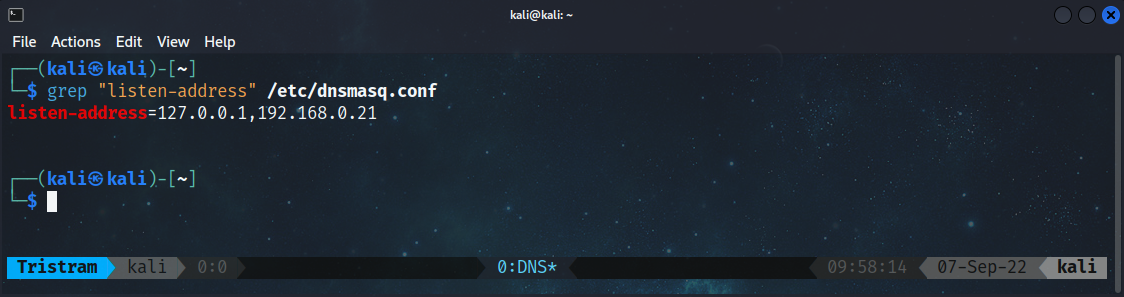 kali@kali: ~
File Actions Edit View Help
┌──(kali㉿kali)-[~]
└─$ grep "listen-address" /etc/dnsmasq.conf
listen-address=127.0.0.1,192.168.0.21
┌──(kali㉿kali)-[~]
└─$
Tristram kali 0:0 0:DNS* 09:58:14 07-Sep-22 kali